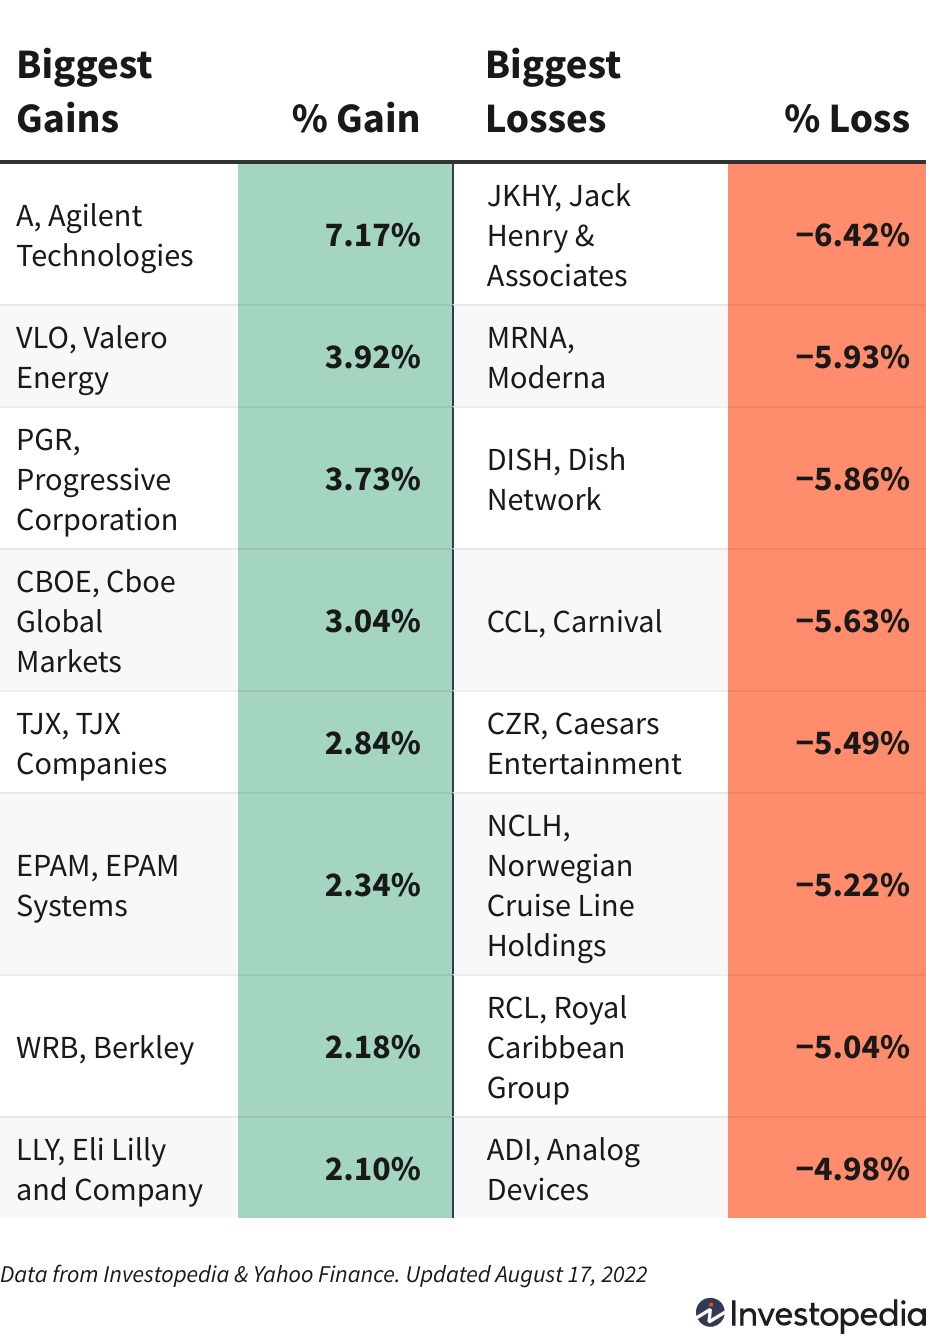 Biggest
Gains
% Gain
Biggest
Losses
% Loss
A, Agilent
Technologies
7.17%
JKHY, Jack
Henry &
Associates
−6.42%
VLO, Valero
Energy
3.92%
MRNA,
Moderna
−5.93%
PGR,
Progressive
Corporation
3.73%
DISH, Dish
Network
−5.86%
CBOE, Cboe
Global
Markets
3.04%
CCL, Carnival
−5.63%
TJX, TJX
Companies
2.84%
CZR, Caesars
Entertainment
−5.49%
EPAM, EPAM
Systems
2.34%
NCLH,
Norwegian
Cruise Line
Holdings
−5.22%
WRB, Berkley
2.18%
RCL, Royal
Caribbean
Group
−5.04%
LLY, Eli Lilly
and Company
2.10%
ADI, Analog
Devices
−4.98%
Data from Investopedia & Yahoo Finance. Updated August 17, 2022
Investopedia